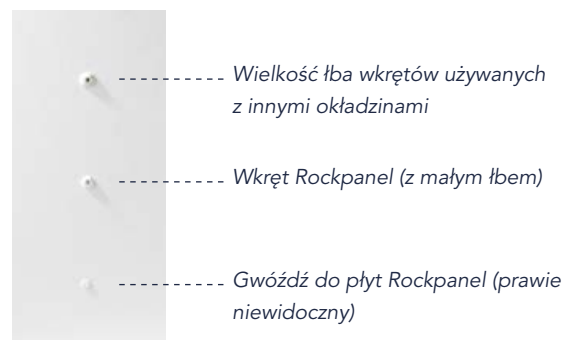 Wielkość łba wkrętów używanych
z innymi okładzinami
Wkręt Rockpanel (z małym łbem)
Gwóźdź do płyt Rockpanel (prawie
niewidoczny)